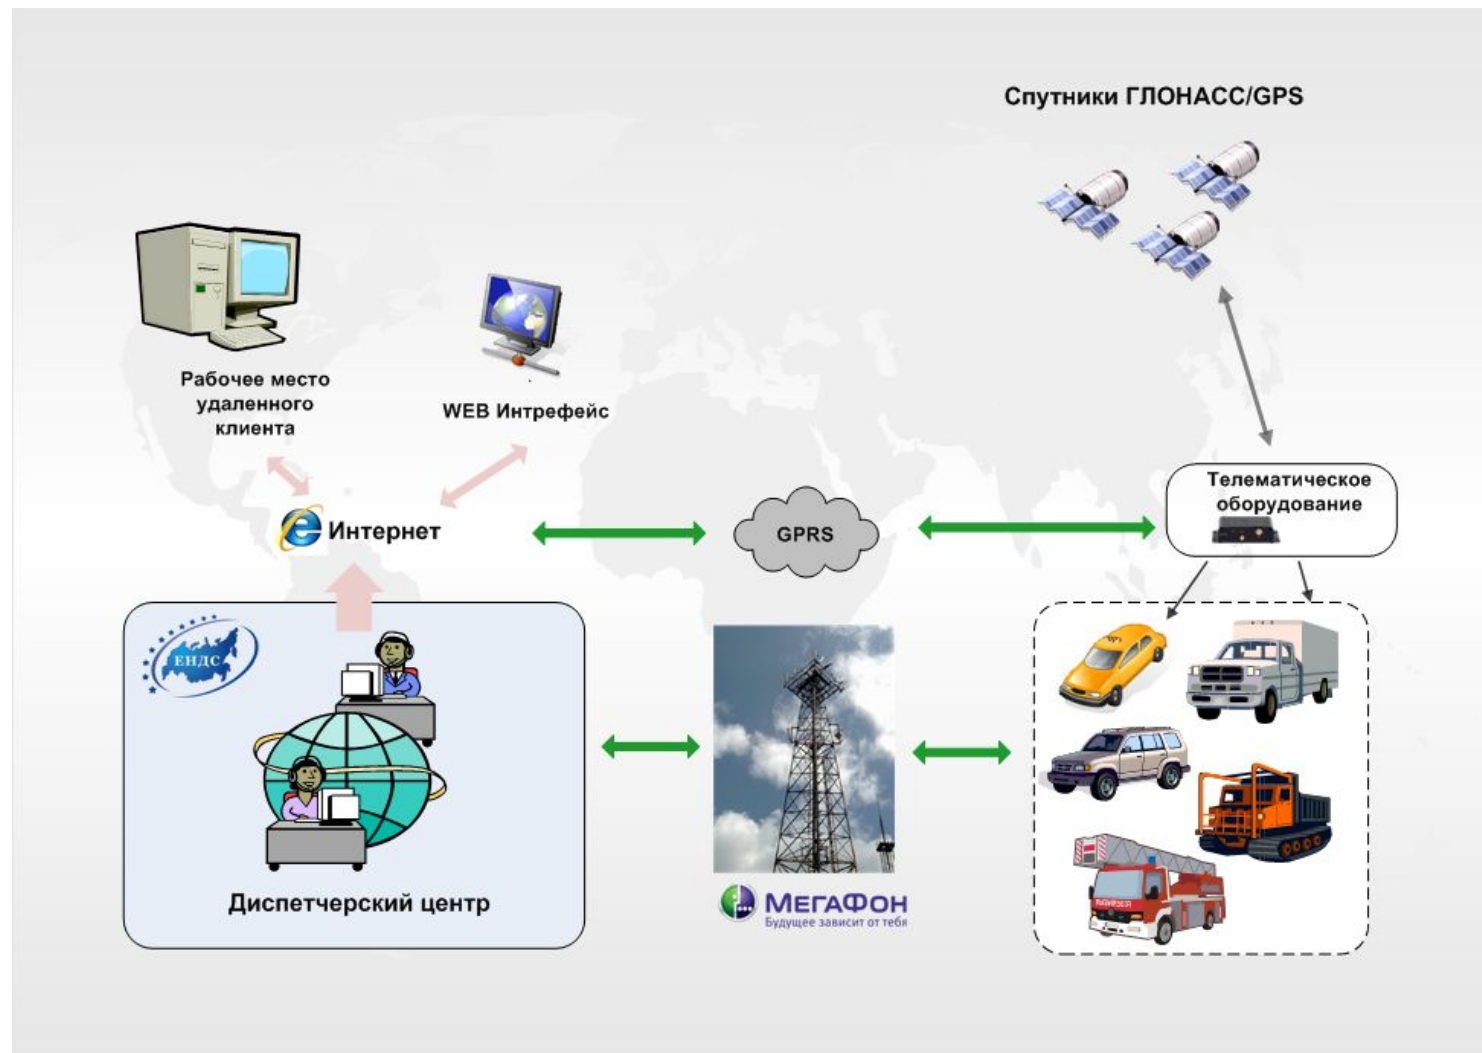 Спутники ГЛОНАСС/GPS
Рабочее место
удаленного
клиента
WEB Интрефейс
Телематическое
оборудование
Интернет
GPRS
ЕНДС
Диспетчерский центр
МЕГАФОН
Будущее зависит от тебя